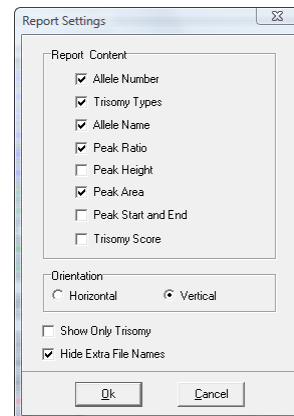 Report Settings
Report Content
Allele Number
Trisomy Types
Allele Name
Peak Ratio
Peak Height
Peak Area
Peak Start and End
Trisomy Score
Orientation
Horizontal Vertical
Show Only Trisomy
Hide Extra File Names
Ok Cancel